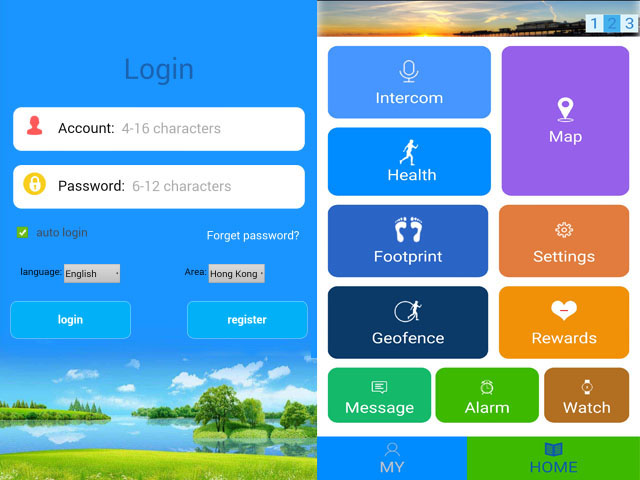 Login
Account: 4-16 characters
Password: 6-12 characters
auto login
Forget password?
language: English
Area: Hong Kong
login
register
1 2 3
Intercom
Map
Health
Footprint
Settings
Geofence
Rewards
Message
Alarm
Watch
MY
HOME